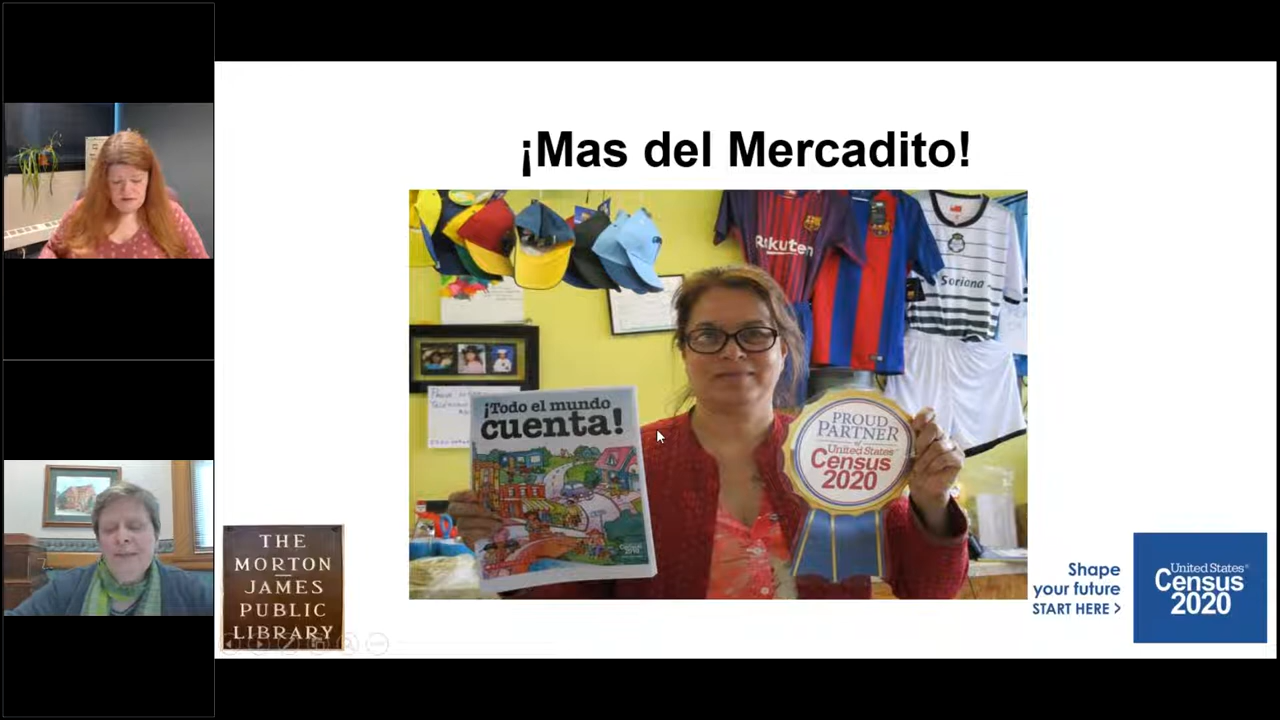 ¡Mas del Mercadito!
Rakuten
Soriana
¡Todo el mundo
cuenta!
PROUD
PARTNER
of
United States
Census
2020
THE
MORTON
JAMES
PUBLIC
LIBRARY
Shape
your future
START HERE >
United States®
Census
2020